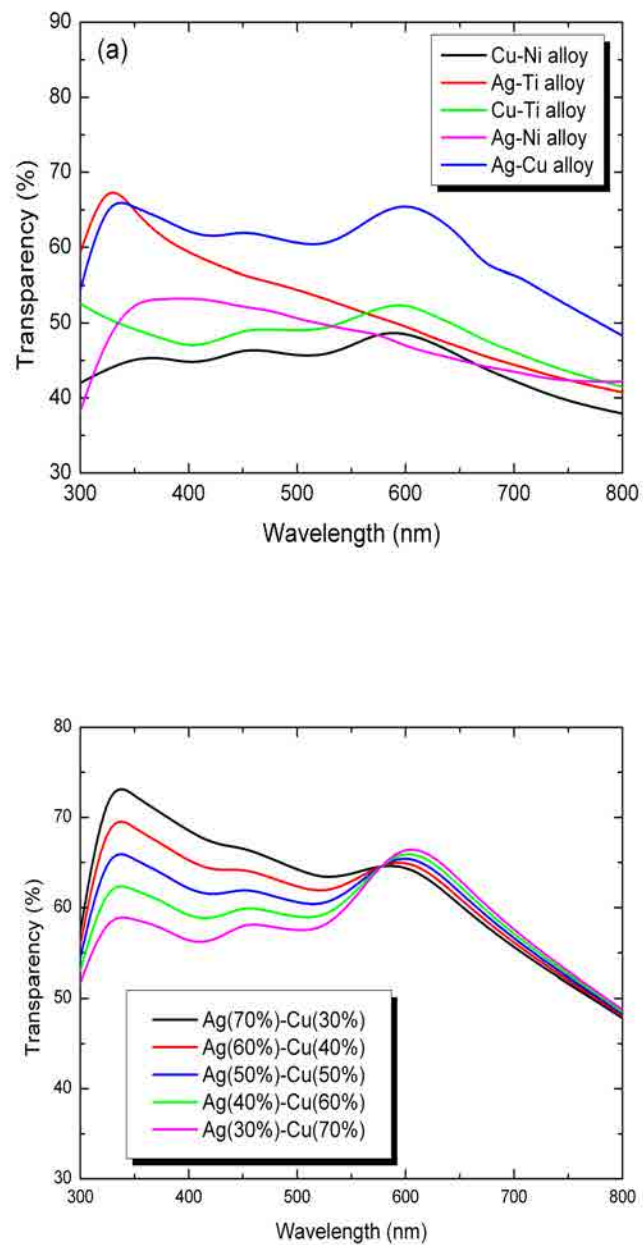 90
(a)
Cu-Ni alloy
Ag-Ti alloy
Cu-Ti alloy
Ag-Ni alloy
Ag-Cu alloy
80
70
60
50
40
30
Transparency (%)
300 400 500 600 700 800
Wavelength (nm)
80
70
60
50
40
30
Transparency (%)
Ag(70%)-Cu(30%)
Ag(60%)-Cu(40%)
Ag(50%)-Cu(50%)
Ag(40%)-Cu(60%)
Ag(30%)-Cu(70%)
300 400 500 600 700 800
Wavelength (nm)